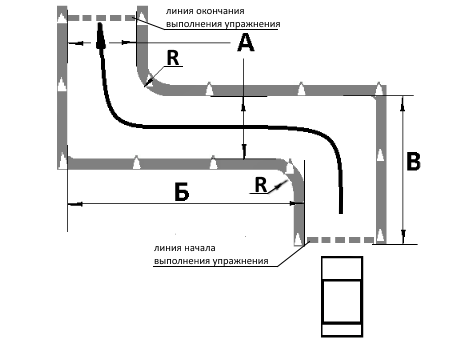 линия окончания
выполнения упражнения
А
R
В
Б
R
линия начала
выполнения упражнения